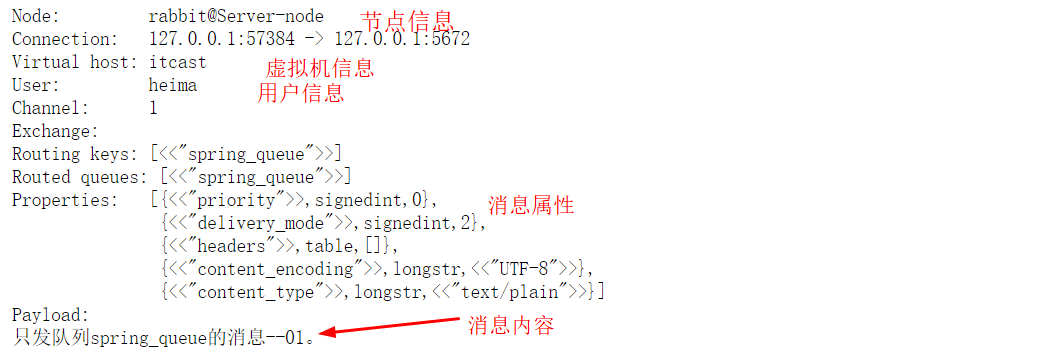 Node: rabbit@Server-node 节点信息
Connection: 127.0.0.1:57384 -> 127.0.0.1:5672
Virtual host: itcast 虚拟机信息
User: heima 用户信息
Channel: 1
Exchange:
Routing keys: [<<"spring_queue">>]
Routed queues: [<<"spring_queue">>]
Properties: [{<<"priority">>,signedint,0}, 消息属性
{<<"delivery_mode">>,signedint,2},
{<<"headers">>,table,[]},
{<<"content_encoding">>,longstr,<<"UTF-8">>},
{<<"content_type">>,longstr,<<"text/plain">>}]
Payload:
只发队列spring_queue的消息--01。 消息内容